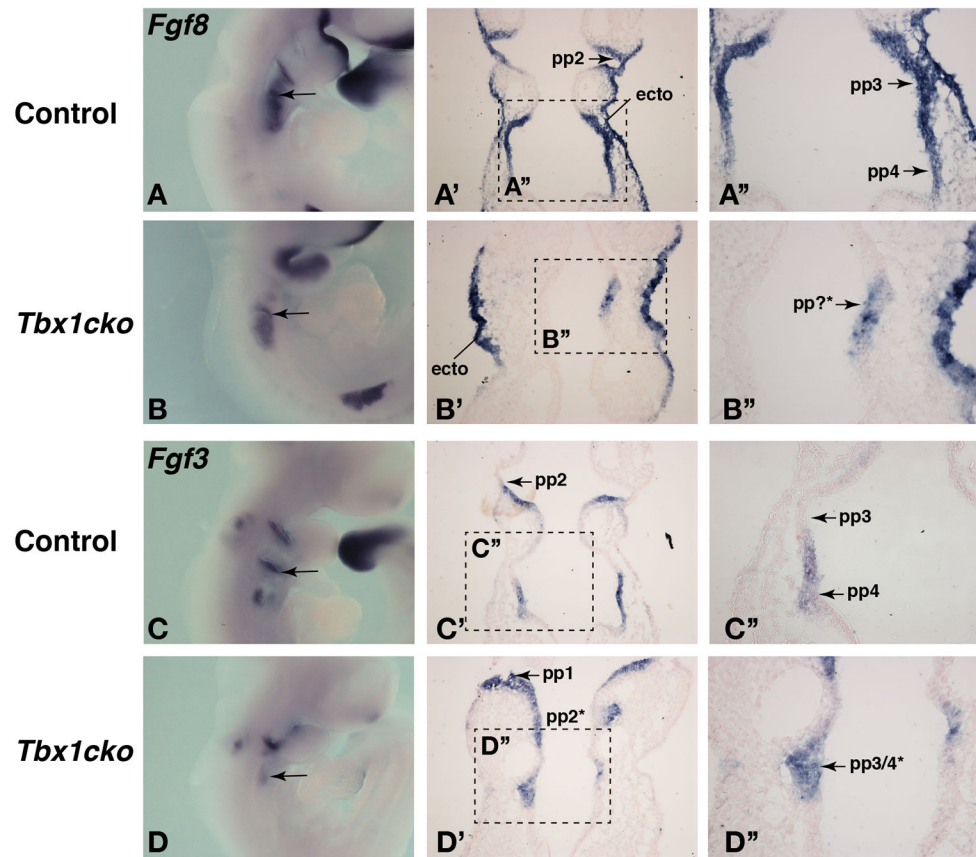 Fgf8
Control
A
pp2
ecto
A”
A’
pp3
pp4
A”
Tbx1cko
B
ecto
B”
B’
pp?*
B”
Fgf3
Control
C
pp2
C”
C’
pp3
pp4
C”
Tbx1cko
D
pp1
pp2*
D”
D’
pp3/4*
D”